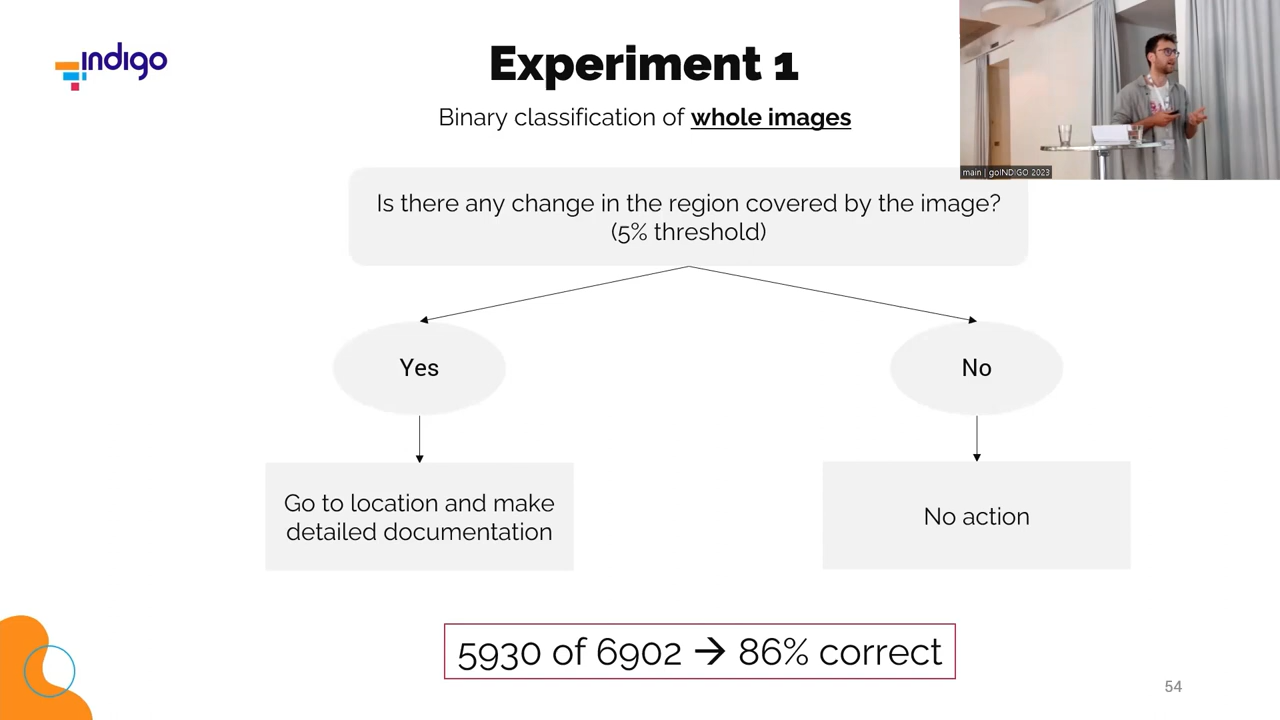 indigo
Experiment 1
Binary classification of whole images
main | goINDIGO 2023
Is there any change in the region covered by the image?
(5% threshold)
Yes
No
Go to location and make
detailed documentation
No action
5930 of 6902 → 86% correct
54